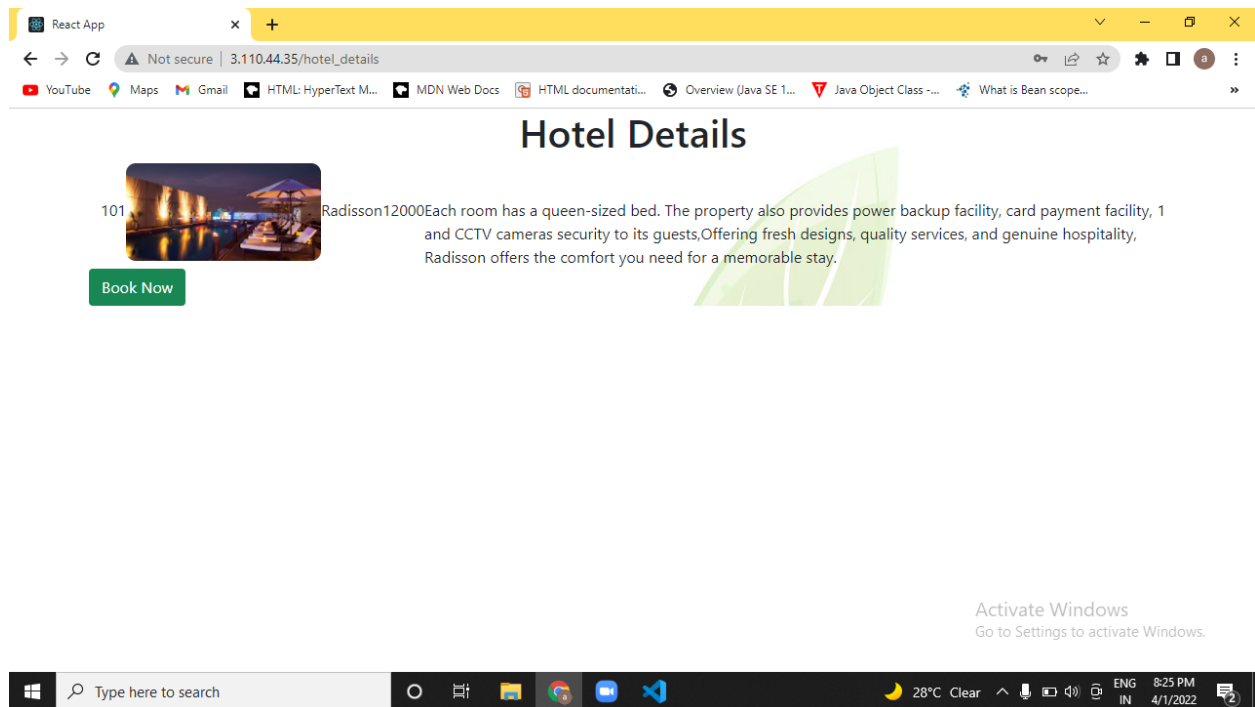 React App
Not secure | 3.110.44.35/hotel_details
a
YouTube Maps Gmail HTML: HyperText M... MDN Web Docs HTML documentati... Overview (Java SE 1... Java Object Class -... What is Bean scope... »
Hotel Details
101 Radisson12000Each room has a queen-sized bed. The property also provides power backup facility, card payment facility, 1
and CCTV cameras security to its guests,Offering fresh designs, quality services, and genuine hospitality,
Radisson offers the comfort you need for a memorable stay.
Book Now
Activate Windows
Go to Settings to activate Windows.
Type here to search
28°C Clear
ENG
IN
8:25 PM
4/1/2022
2